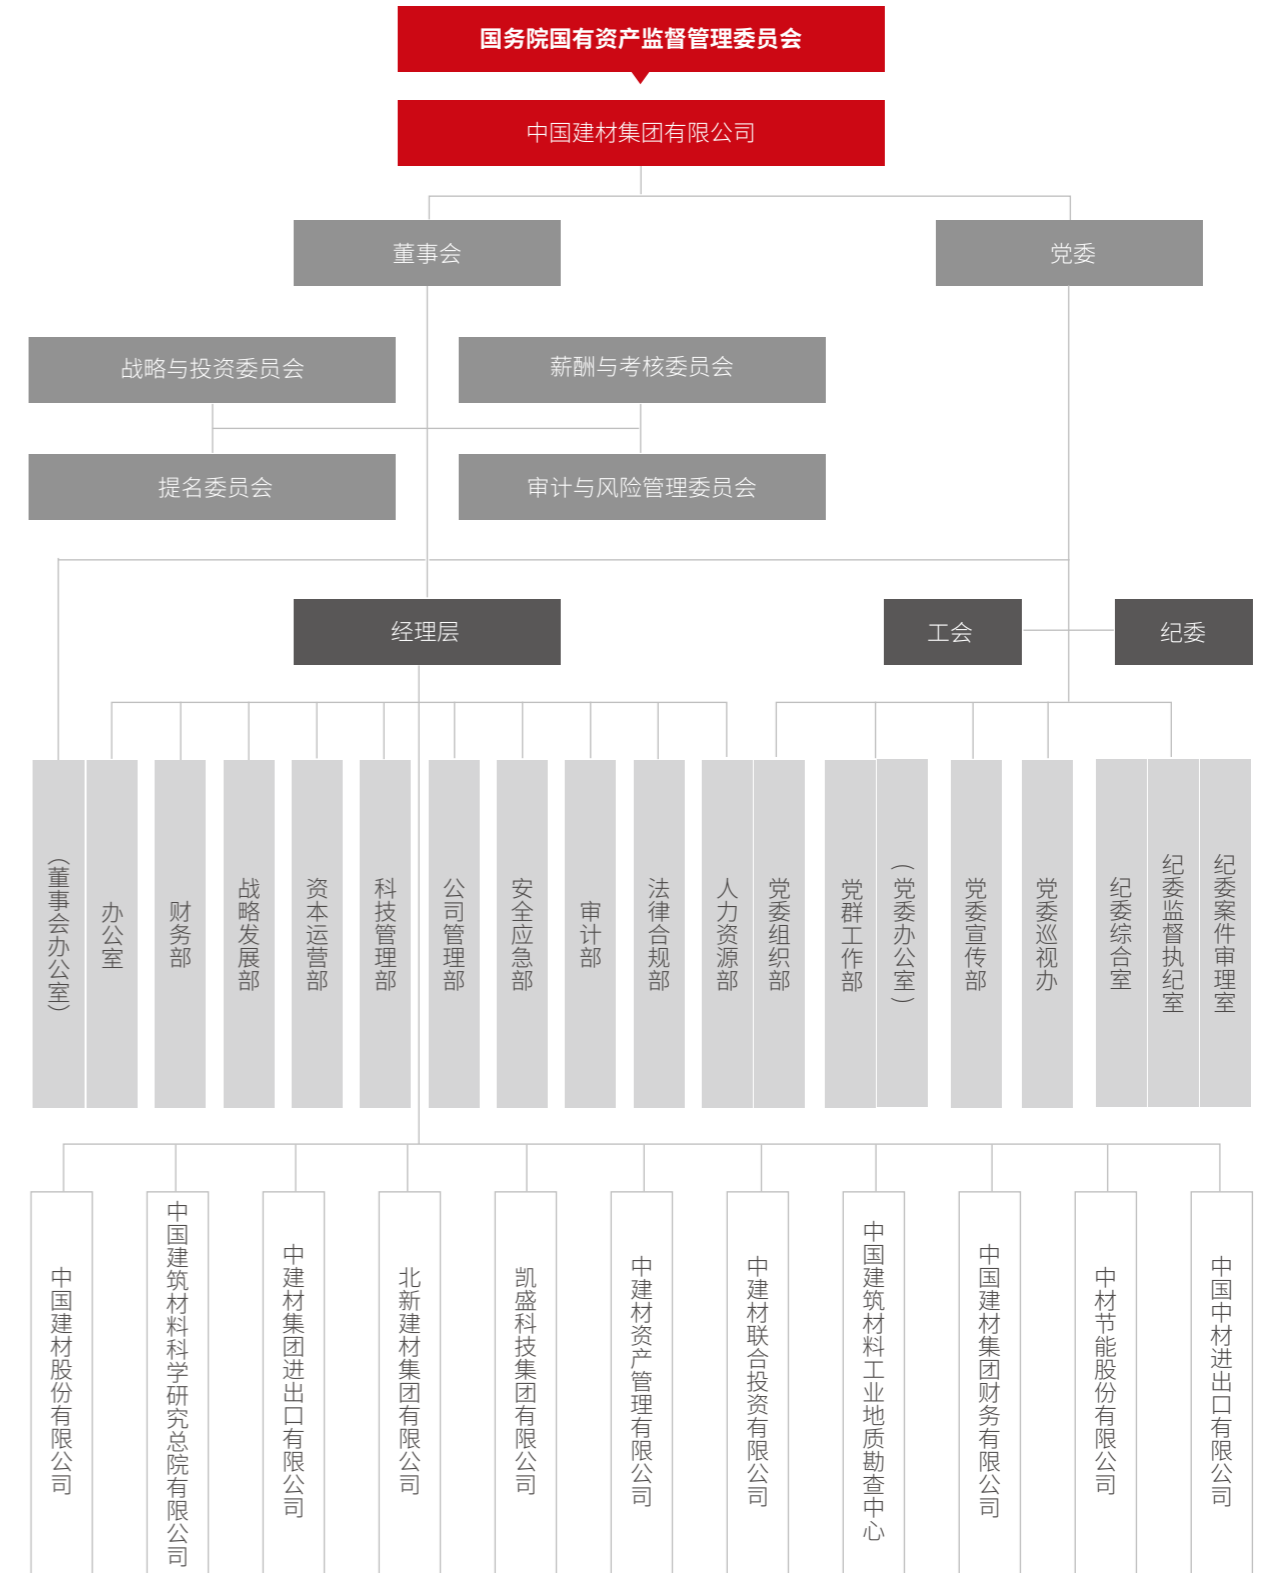 国务院国有资产监督管理委员会
中国建材集团有限公司
董事会
党委
战略与投资委员会
薪酬与考核委员会
提名委员会
审计与风险管理委员会
经理层
工会
纪委
（董事会办公室）
办公室
财务部
战略发展部
资本运营部
科技管理部
公司管理部
安全应急部
审计部
法律合规部
人力资源部
党委组织部
党群工作部
（党委办公室）
党委宣传部
党委巡视办
纪委综合室
纪委监督执纪室
纪委案件审理室
中国建材股份有限公司
中国建筑材料科学研究总院有限公司
中建材集团进出口有限公司
北新建材集团有限公司
凯盛科技集团有限公司
中建材资产管理有限公司
中建材联合投资有限公司
中国建筑材料工业地质勘查中心
中国建材集团财务有限公司
中材节能股份有限公司
中国中材进出口有限公司